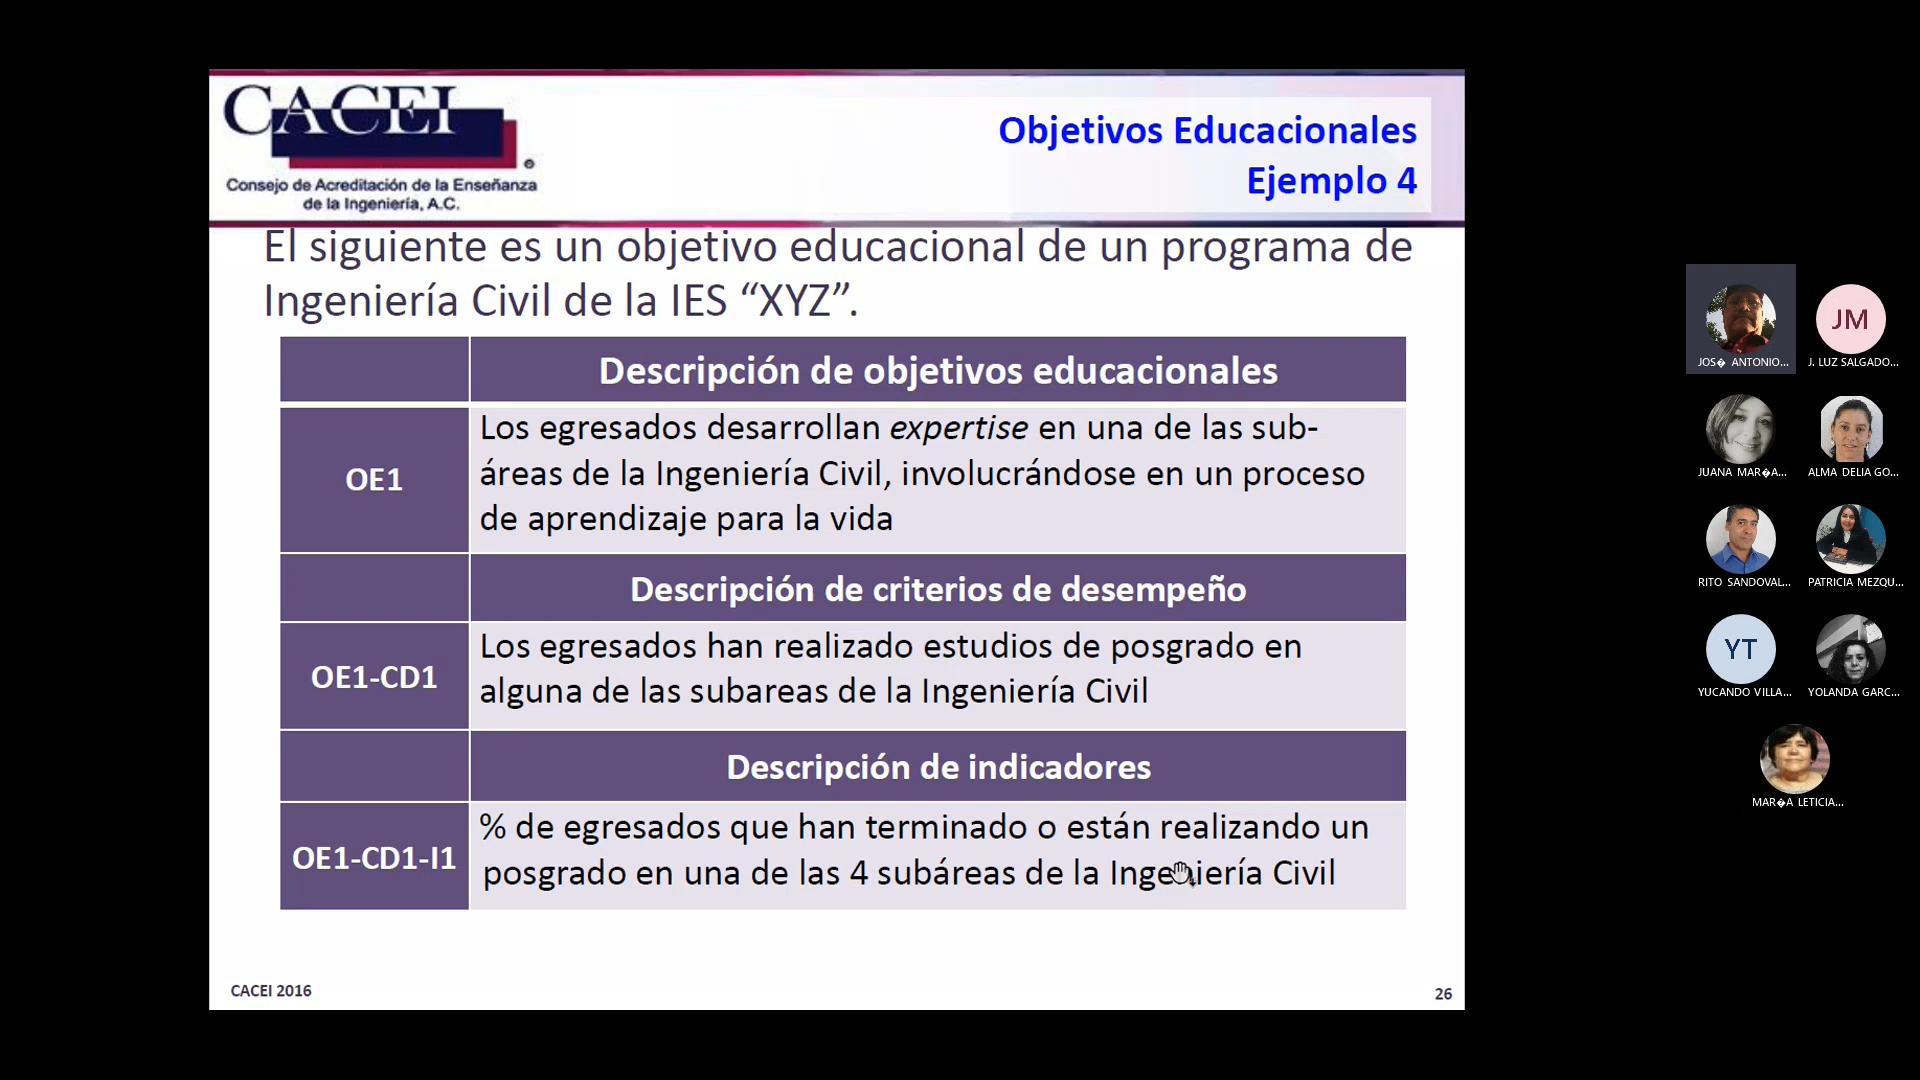 CACEI
Consejo de Acreditación de la Enseñanza
de la Ingeniería, A.C.
Objetivos Educacionales
Ejemplo 4
El siguiente es un objetivo educacional de un programa de
Ingeniería Civil de la IES “XYZ”.
Descripción de objetivos educacionales
OE1
Los egresados desarrollan expertise en una de las sub-
áreas de la Ingeniería Civil, involucrándose en un proceso
de aprendizaje para la vida
Descripción de criterios de desempeño
OE1-CD1
Los egresados han realizado estudios de posgrado en
alguna de las subareas de la Ingeniería Civil
Descripción de indicadores
OE1-CD1-I1
% de egresados que han terminado o están realizando un
posgrado en una de las 4 subáreas de la Ingeniería Civil
CACEI 2016
26
JOS� ANTONIO...
JM
J. LUZ SALGADO...
JUANA MAR�A...
ALMA DELIA GO...
RITO SANDOVAL...
PATRICIA MEZQU...
YT
YUCANDO VILLA...
YOLANDA GARC...
MAR�A LETICIA...